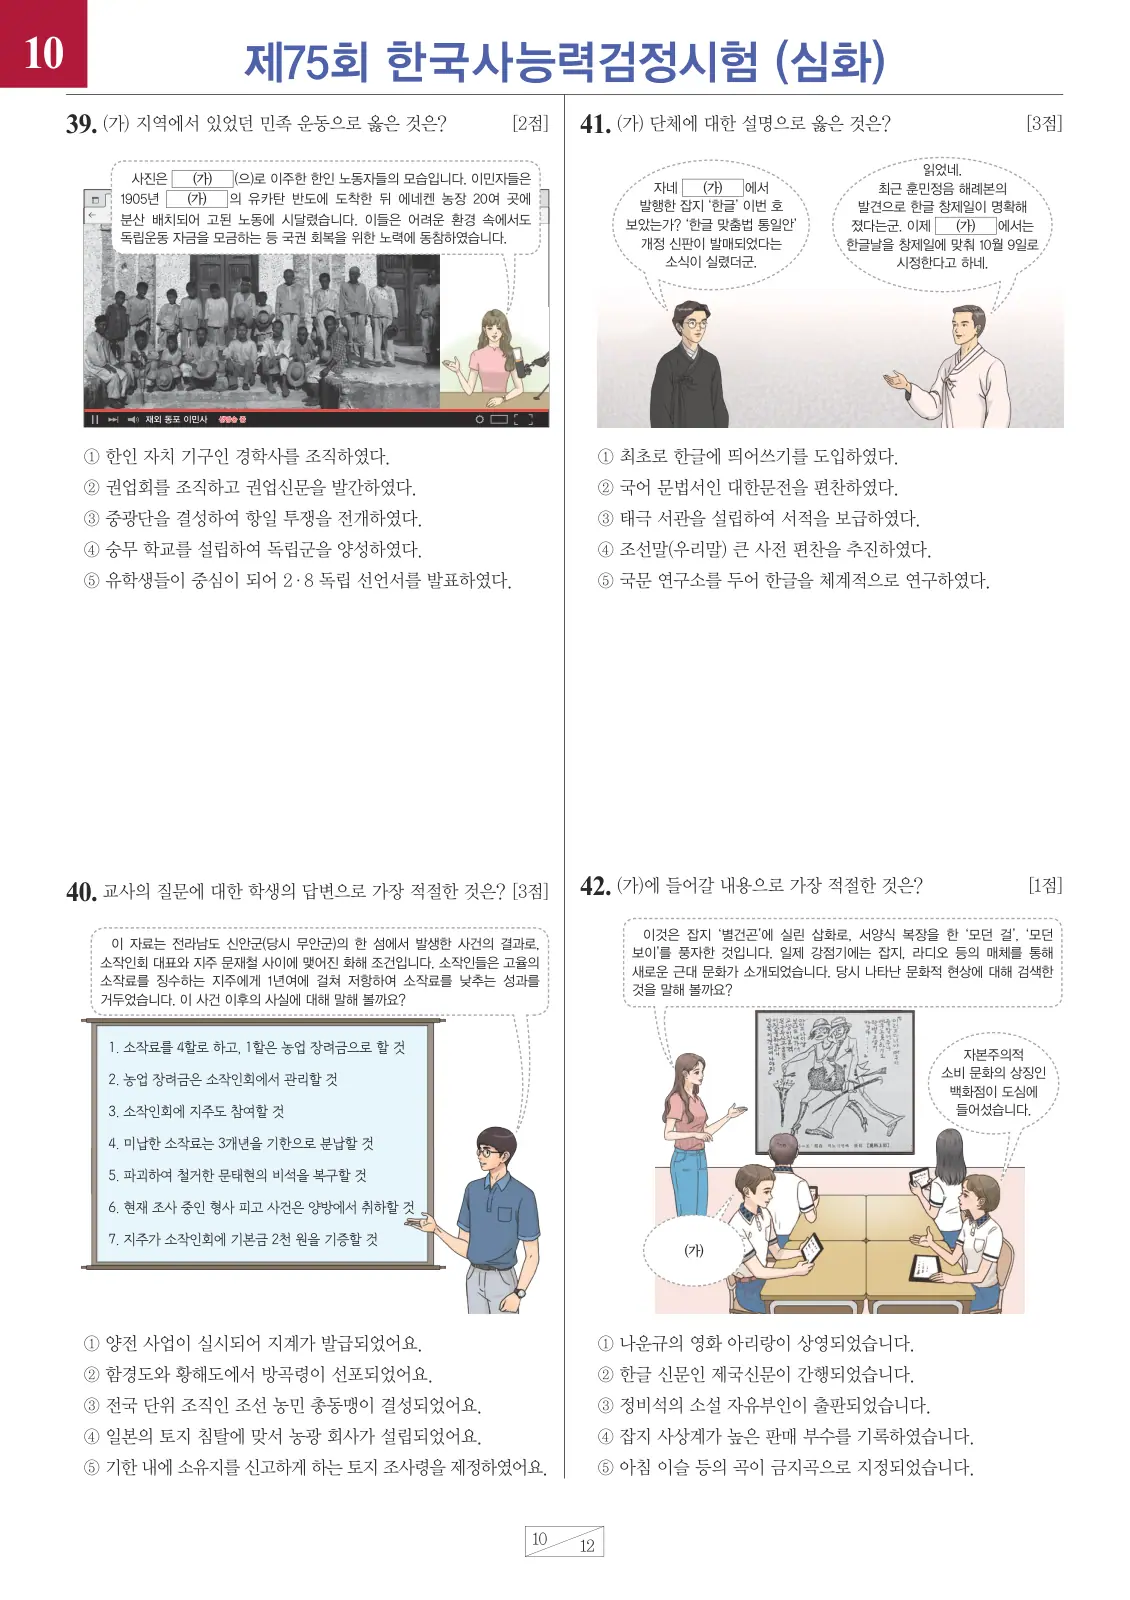 10
제75회 한국사능력검정시험 (심화)
39. (가) 지역에서 있었던 민족 운동으로 옳은 것은? [2점]
사진은 (가) (으)로 이주한 한인 노동자들의 모습입니다. 이민자들은
1905년 (가) 의 유카탄 반도에 도착한 뒤 에네켄 농장 20여 곳에
분산 배치되어 고된 노동에 시달렸습니다. 이들은 어려운 환경 속에서도
독립운동 자금을 모금하는 등 국권 회복을 위한 노력에 동참하였습니다.
재외 동포 이민사 생방송 중
① 한인 자치 기구인 경학사를 조직하였다.
② 권업회를 조직하고 권업신문을 발간하였다.
③ 중광단을 결성하여 항일 투쟁을 전개하였다.
④ 숭무 학교를 설립하여 독립군을 양성하였다.
⑤ 유학생들이 중심이 되어 2·8 독립 선언서를 발표하였다.
40. 교사의 질문에 대한 학생의 답변으로 가장 적절한 것은? [3점]
이 자료는 전라남도 신안군(당시 무안군)의 한 섬에서 발생한 사건의 결과로,
소작인회 대표와 지주 문재철 사이에 맺어진 화해 조건입니다. 소작인들은 고율의
소작료를 징수하는 지주에게 1년여에 걸쳐 저항하여 소작료를 낮추는 성과를
거두었습니다. 이 사건 이후의 사실에 대해 말해 볼까요?
1. 소작료를 4할로 하고, 1할은 농업 장려금으로 할 것
2. 농업 장려금은 소작인회에서 관리할 것
3. 소작인회에 지주도 참여할 것
4. 미납한 소작료는 3개년을 기한으로 분납할 것
5. 파괴하여 철거한 문태현의 비석을 복구할 것
6. 현재 조사 중인 형사 피고 사건은 양방에서 취하할 것
7. 지주가 소작인회에 기본금 2천 원을 기증할 것
① 양전 사업이 실시되어 지계가 발급되었어요.
② 함경도와 황해도에서 방곡령이 선포되었어요.
③ 전국 단위 조직인 조선 농민 총동맹이 결성되었어요.
④ 일본의 토지 침탈에 맞서 농광 회사가 설립되었어요.
⑤ 기한 내에 소유지를 신고하게 하는 토지 조사령을 제정하였어요.
41. (가) 단체에 대한 설명으로 옳은 것은? [3점]
자네 (가) 에서
발행한 잡지 ‘한글’ 이번 호
보았는가? ‘한글 맞춤법 통일안’
개정 신판이 발매되었다는
소식이 실렸더군.
읽었네.
최근 훈민정음 해례본의
발견으로 한글 창제일이 명확해
졌다는군. 이제 (가) 에서는
한글날을 창제일에 맞춰 10월 9일로
시정한다고 하네.
① 최초로 한글에 띄어쓰기를 도입하였다.
② 국어 문법서인 대한문전을 편찬하였다.
③ 태극 서관을 설립하여 서적을 보급하였다.
④ 조선말(우리말) 큰 사전 편찬을 추진하였다.
⑤ 국문 연구소를 두어 한글을 체계적으로 연구하였다.
42. (가)에 들어갈 내용으로 가장 적절한 것은? [1점]
이것은 잡지 ‘별건곤’에 실린 삽화로, 서양식 복장을 한 ‘모던 걸’, ‘모던
보이’를 풍자한 것입니다. 일제 강점기에는 잡지, 라디오 등의 매체를 통해
새로운 근대 문화가 소개되었습니다. 당시 나타난 문화적 현상에 대해 검색한
것을 말해 볼까요?
자본주의적
소비 문화의 상징인
백화점이 도심에
들어섰습니다.
(가)
① 나운규의 영화 아리랑이 상영되었습니다.
② 한글 신문인 제국신문이 간행되었습니다.
③ 정비석의 소설 자유부인이 출판되었습니다.
④ 잡지 사상계가 높은 판매 부수를 기록하였습니다.
⑤ 아침 이슬 등의 곡이 금지곡으로 지정되었습니다.
10
12